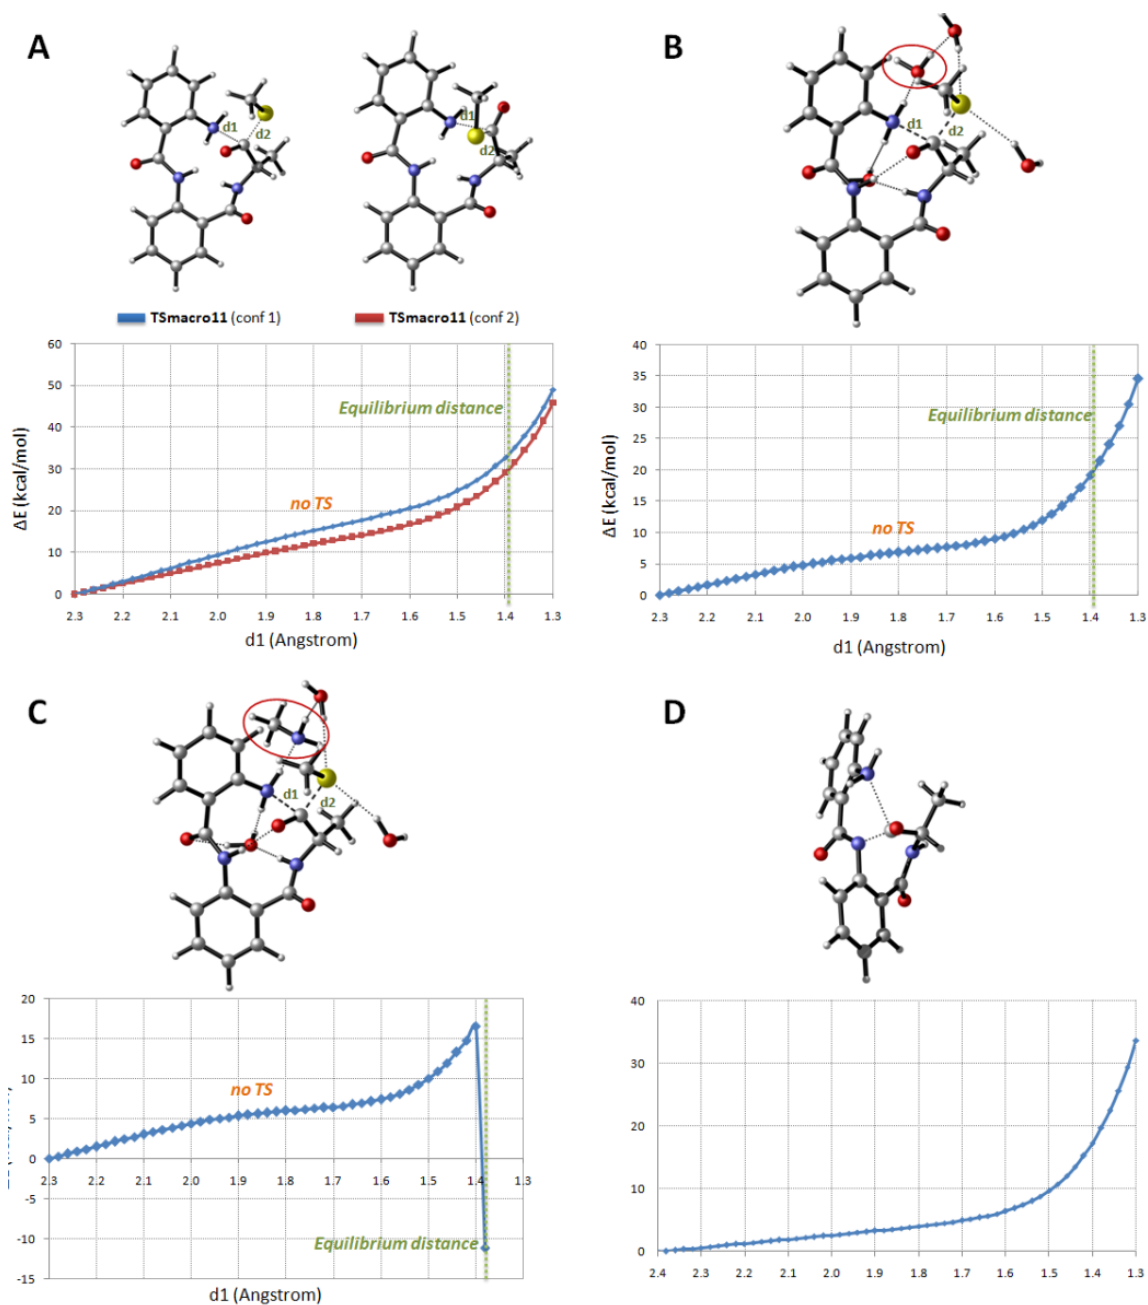 A
d1
d2
d1
d2
TSmacro11 (conf 1)
TSmacro11 (conf 2)
60
50
40
30
20
10
0
ΔE (kcal/mol)
Equilibrium distance
no TS
2.3 2.2 2.1 2.0 1.9 1.8 1.7 1.6 1.5 1.4 1.3
d1 (Angstrom)
B
d1
d2
40
35
30
25
20
15
10
5
0
ΔE (kcal/mol)
Equilibrium distance
no TS
2.3 2.2 2.1 2.0 1.9 1.8 1.7 1.6 1.5 1.4 1.3
d1 (Angstrom)
C
d1
d2
20
15
10
5
0
-5
-10
-15
no TS
2.3 2.2 2.1 2.0 1.9 1.8 1.7 1.6 1.5 1.4 1.3
Equilibrium distance
d1 (Angstrom)
D
40
30
20
10
0
2.4 2.3 2.2 2.1 2.0 1.9 1.8 1.7 1.6 1.5 1.4 1.3